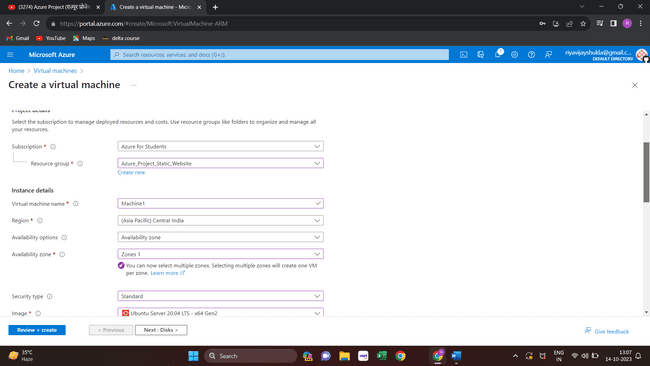 Create a virtual machine - Micro
https://portal.azure.com/#create/Microsoft.VirtualMachine-ARM
Gmail YouTube Maps delta course
Microsoft Azure
Search resources, services, and docs (G+/)
riyavijayshukla@gmail.c...
DEFAULT DIRECTORY
Home > Virtual machines >
Create a virtual machine ...
Project details
Select the subscription to manage deployed resources and costs. Use resource groups like folders to organize and manage all
your resources.
Subscription * Azure for Students
Resource group * Azure_Project_Static_Website
Create new
Instance details
Virtual machine name * Machine1
Region * (Asia Pacific) Central India
Availability options Availability zone
Availability zone * Zones 1
You can now select multiple zones. Selecting multiple zones will create one VM
per zone. Learn more
Security type Standard
Image * Ubuntu Server 20.04 LTS - x64 Gen2
Review + create < Previous Next : Disks > Give feedback
35°C
Haze
Search
ENG
IN
13:07
14-10-2023